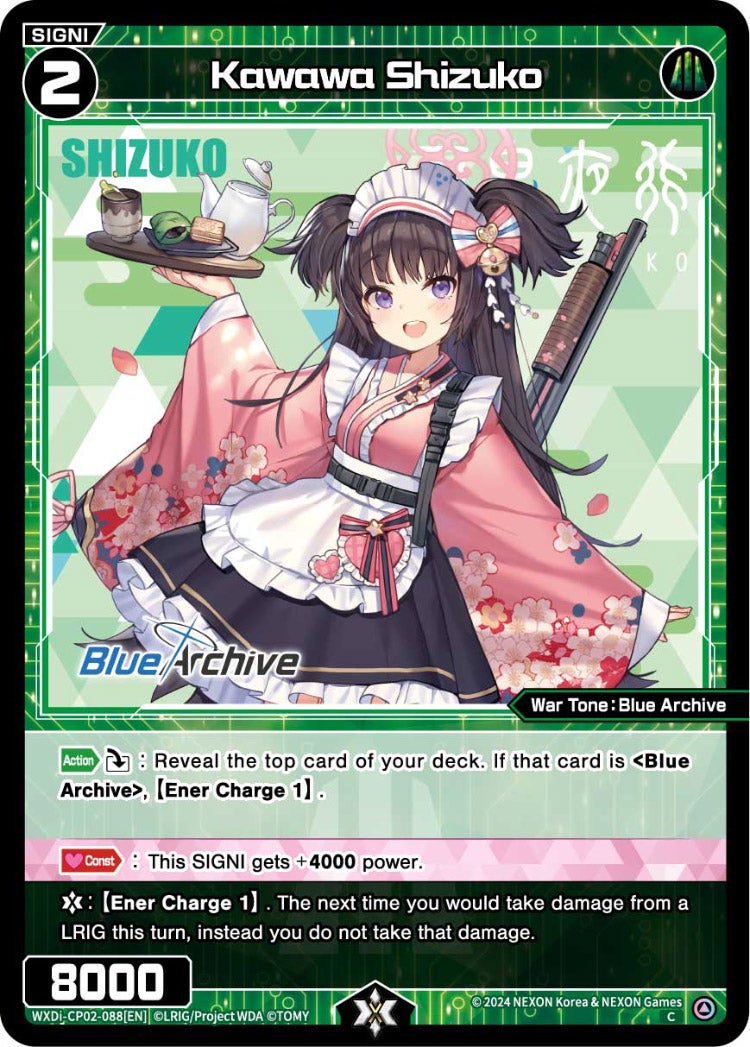 SIGNI
2
Kawawa Shizuko
SHIZUKO
夜
KO
Blue Archive
War Tone:Blue Archive
Action : Reveal the top card of your deck. If that card is <Blue
Archive>,【Ener Charge 1】.
Const : This SIGNI gets +4000 power.
:【Ener Charge 1】. The next time you would take damage from a
LRIG this turn, instead you do not take that damage.
8000
WXDi-CP02-088[EN] ©LRIG/Project WDA ©TOMY
©2024 NEXON Korea & NEXON Games
C